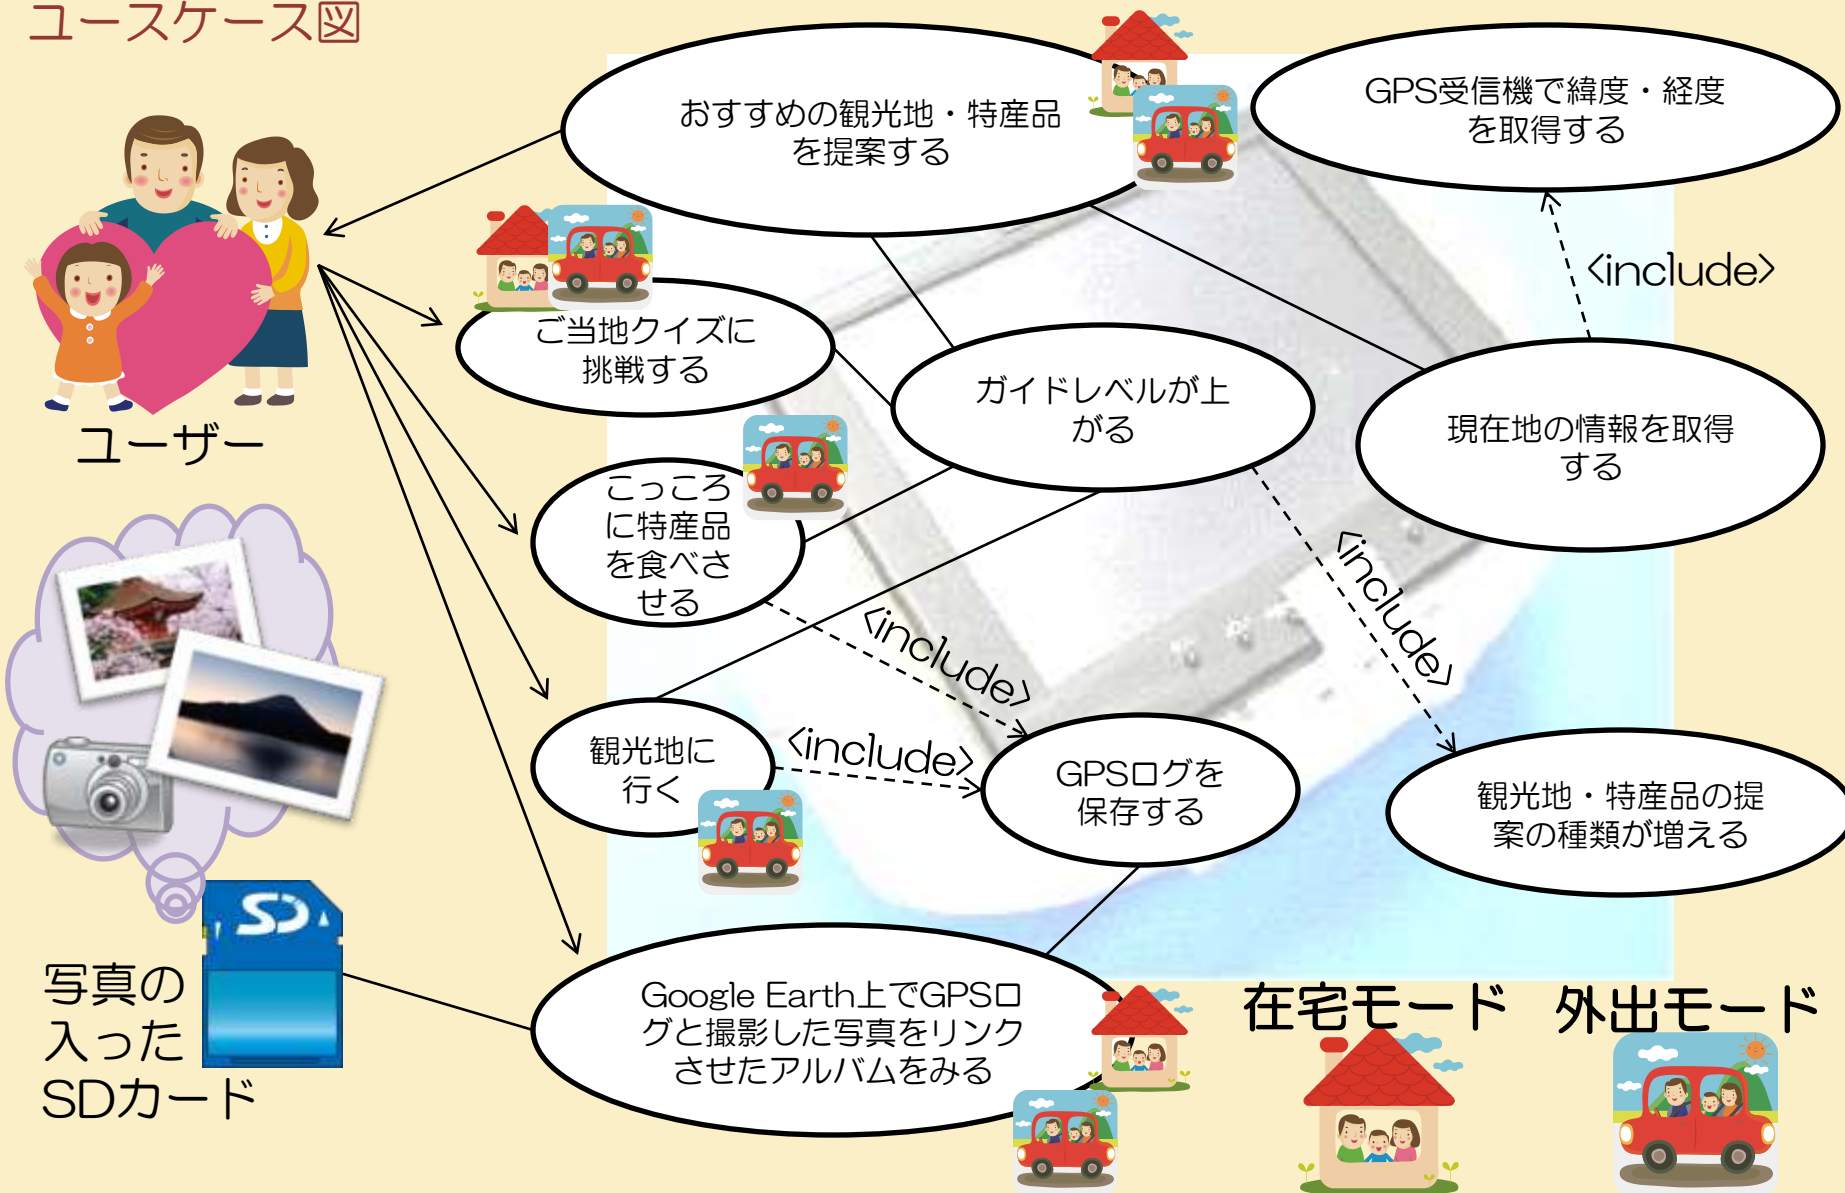 ユースケース図
おすすめの観光地・特産品
を提案する
GPS受信機で緯度・経度
を取得する
<include>
ご当地クイズに
挑戦する
ガイドレベルが上
がる
現在地の情報を取得
する
ユーザー
こっころ
に特産品
を食べさ
せる
<include>
<include>
観光地に
行く
<include>
GPSログを
保存する
観光地・特産品の提
案の種類が増える
SD
写真の
入った
SDカード
Google Earth上でGPSロ
グと撮影した写真をリンク
させたアルバムをみる
在宅モード
外出モード